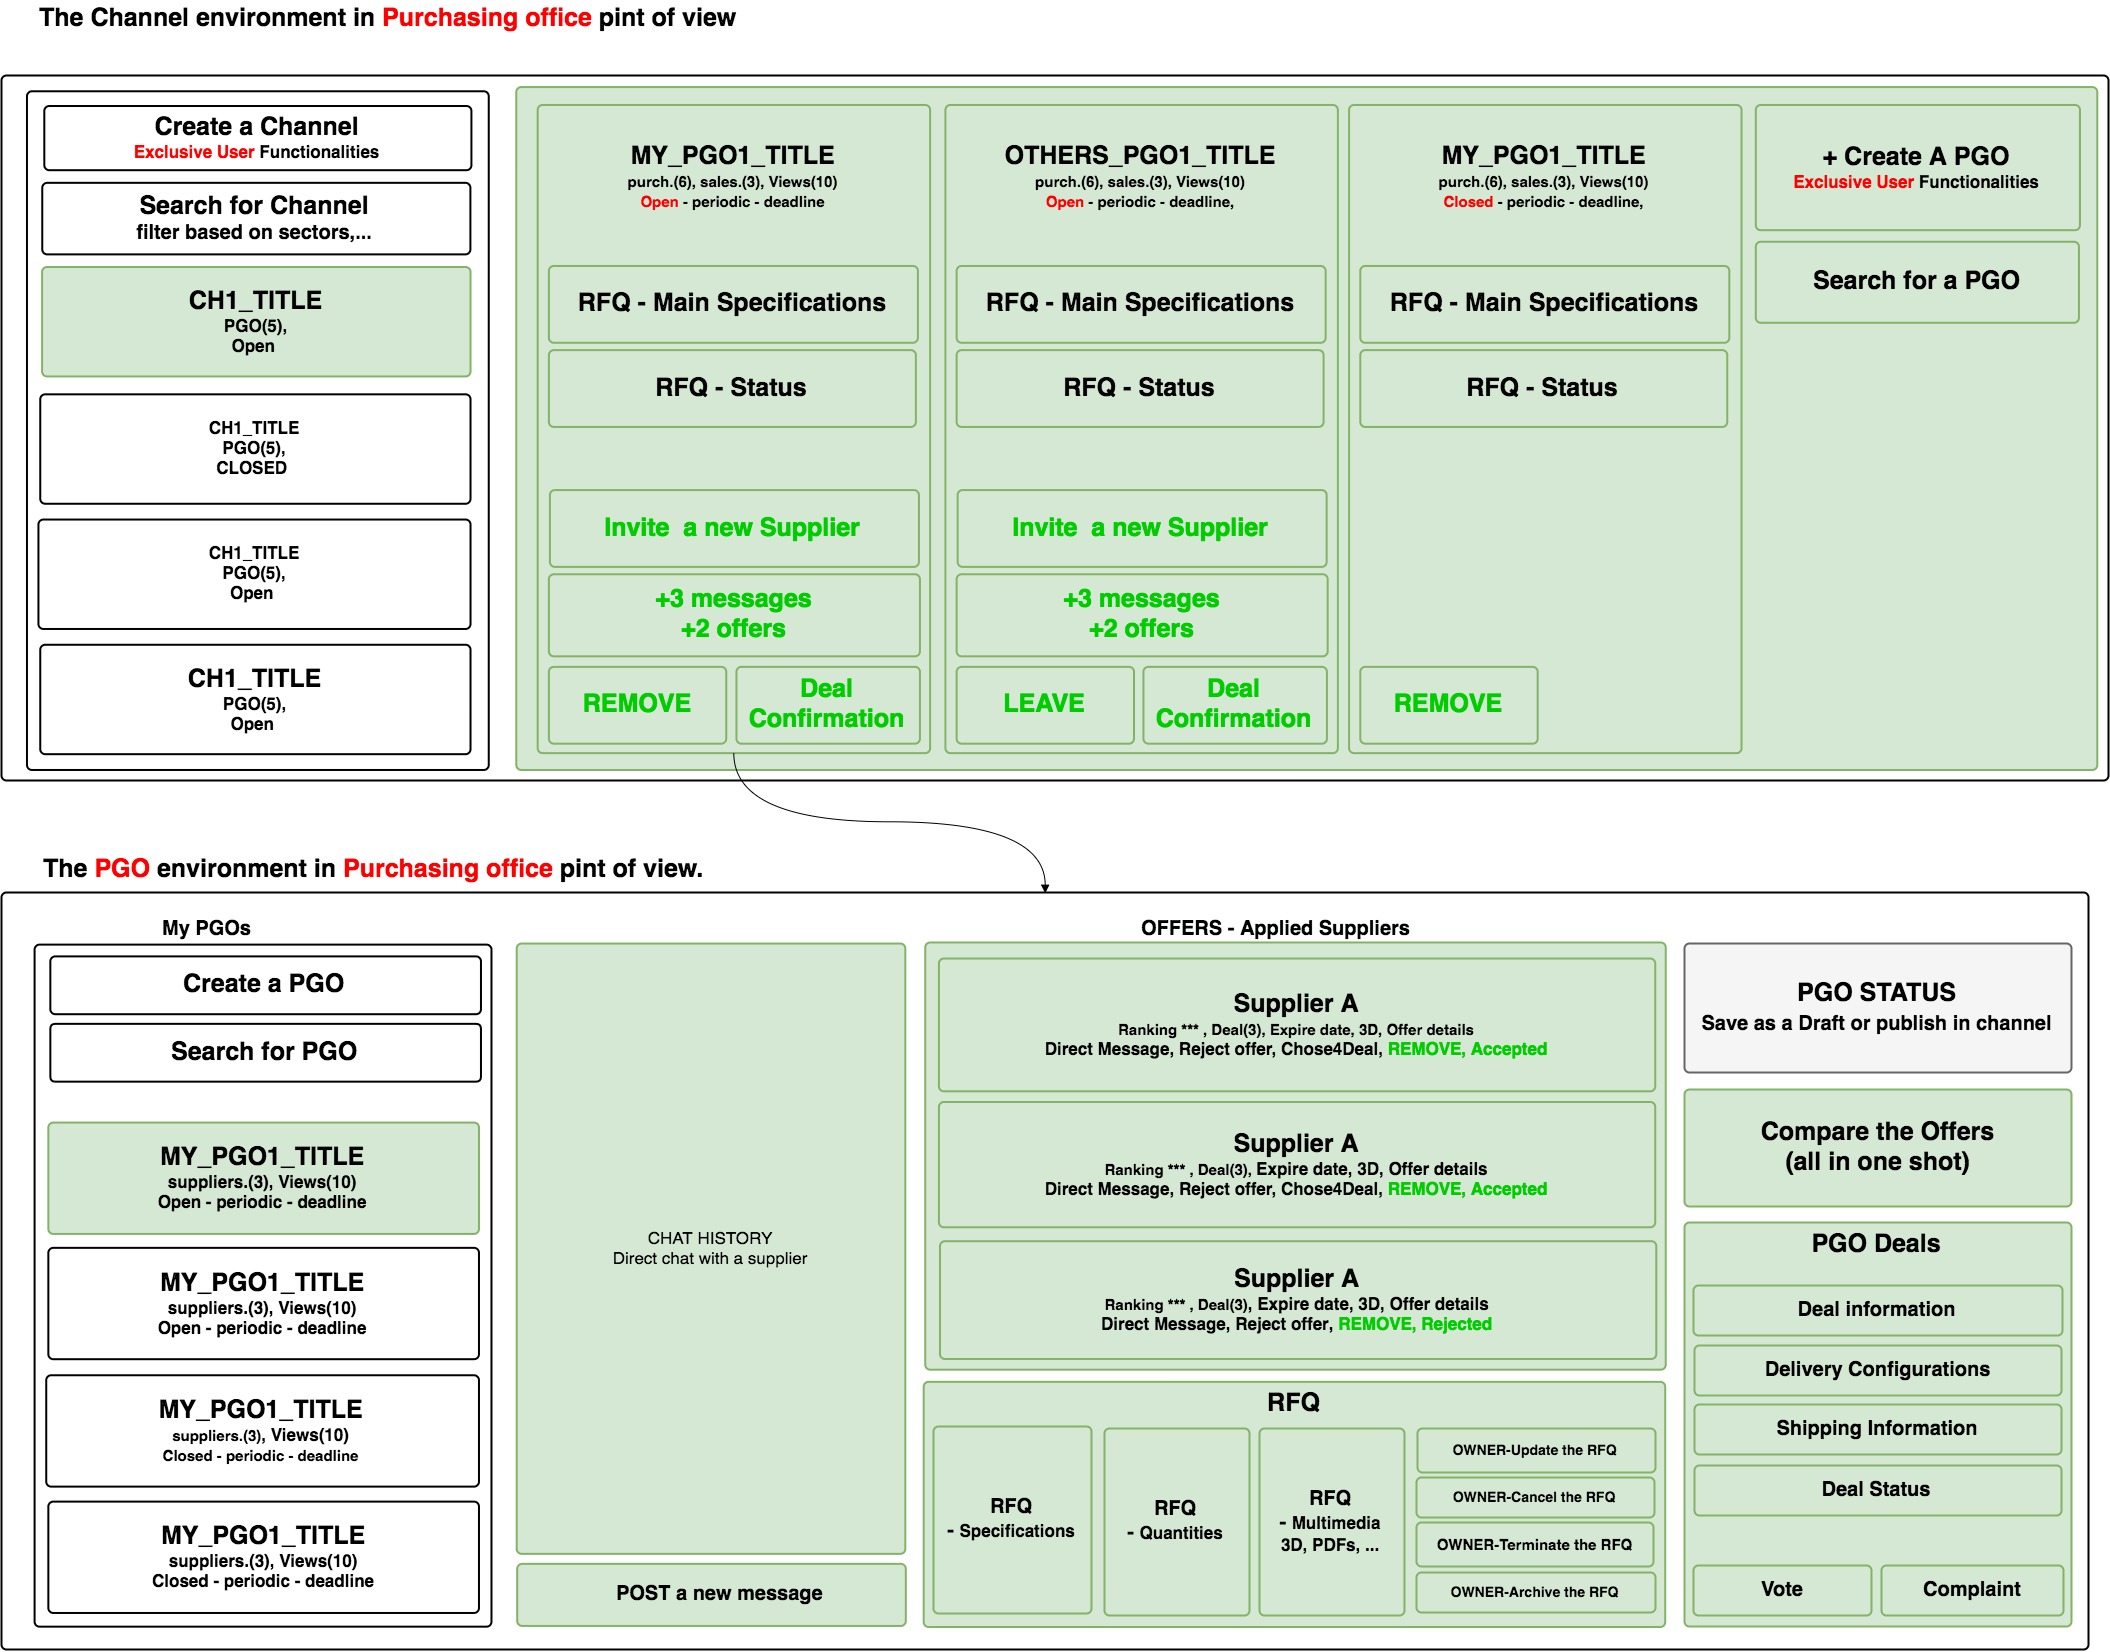 The Channel environment in Purchasing office pint of view
Create a Channel
Exclusive User Functionalities
Search for Channel
filter based on sectors,...
CH1_TITLE
PGO(5),
Open
CH1_TITLE
PGO(5),
CLOSED
CH1_TITLE
PGO(5),
Open
CH1_TITLE
PGO(5),
Open
MY_PGO1_TITLE
purch.(6), sales.(3), Views(10)
Open - periodic - deadline
RFQ - Main Specifications
RFQ - Status
Invite  a new Supplier
+3 messages
+2 offers
REMOVE
Deal
Confirmation
OTHERS_PGO1_TITLE
purch.(6), sales.(3), Views(10)
Open - periodic - deadline,
RFQ - Main Specifications
RFQ - Status
Invite  a new Supplier
+3 messages
+2 offers
LEAVE
Deal
Confirmation
MY_PGO1_TITLE
purch.(6), sales.(3), Views(10)
Closed - periodic - deadline,
RFQ - Main Specifications
RFQ - Status
REMOVE
+ Create A PGO
Exclusive User Functionalities
Search for a PGO
The PGO environment in Purchasing office pint of view.
My PGOs
Create a PGO
Search for PGO
MY_PGO1_TITLE
suppliers.(3), Views(10)
Open - periodic - deadline
MY_PGO1_TITLE
suppliers.(3), Views(10)
Open - periodic - deadline
MY_PGO1_TITLE
suppliers.(3), Views(10)
Closed - periodic - deadline
MY_PGO1_TITLE
suppliers.(3), Views(10)
Closed - periodic - deadline
CHAT HISTORY
Direct chat with a supplier
POST a new message
OFFERS - Applied Suppliers
Supplier A
Ranking *** , Deal(3), Expire date, 3D, Offer details
Direct Message, Reject offer, Chose4Deal, REMOVE, Accepted
Supplier A
Ranking *** , Deal(3), Expire date, 3D, Offer details
Direct Message, Reject offer, Chose4Deal, REMOVE, Accepted
Supplier A
Ranking *** , Deal(3), Expire date, 3D, Offer details
Direct Message, Reject offer, REMOVE, Rejected
RFQ
RFQ
- Specifications
RFQ
- Quantities
RFQ
- Multimedia
3D, PDFs, ...
OWNER-Update the RFQ
OWNER-Cancel the RFQ
OWNER-Terminate the RFQ
OWNER-Archive the RFQ
PGO STATUS
Save as a Draft or publish in channel
Compare the Offers
(all in one shot)
PGO Deals
Deal information
Delivery Configurations
Shipping Information
Deal Status
Vote
Complaint